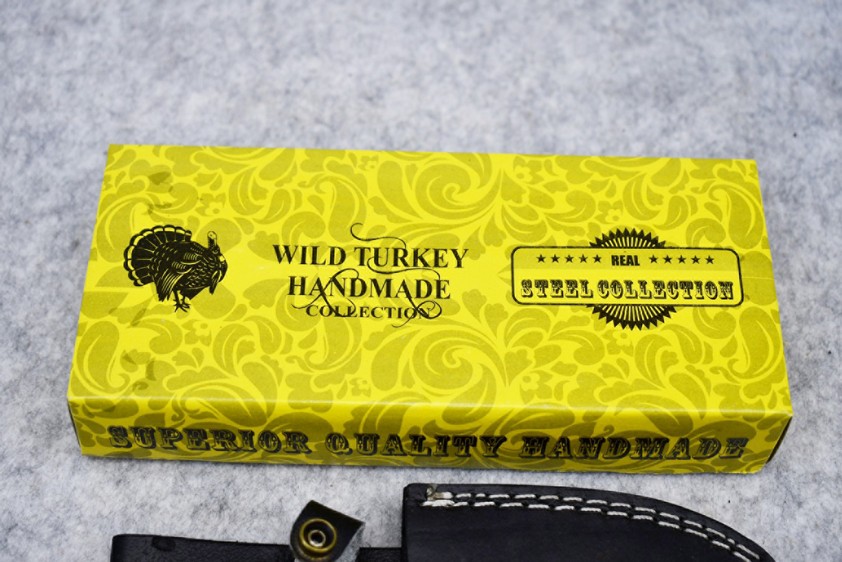 WILD TURKEY
HANDMADE
COLLECTION
REAL
STEEL COLLECTION
SUPERIOR QUALITY HANDMADE